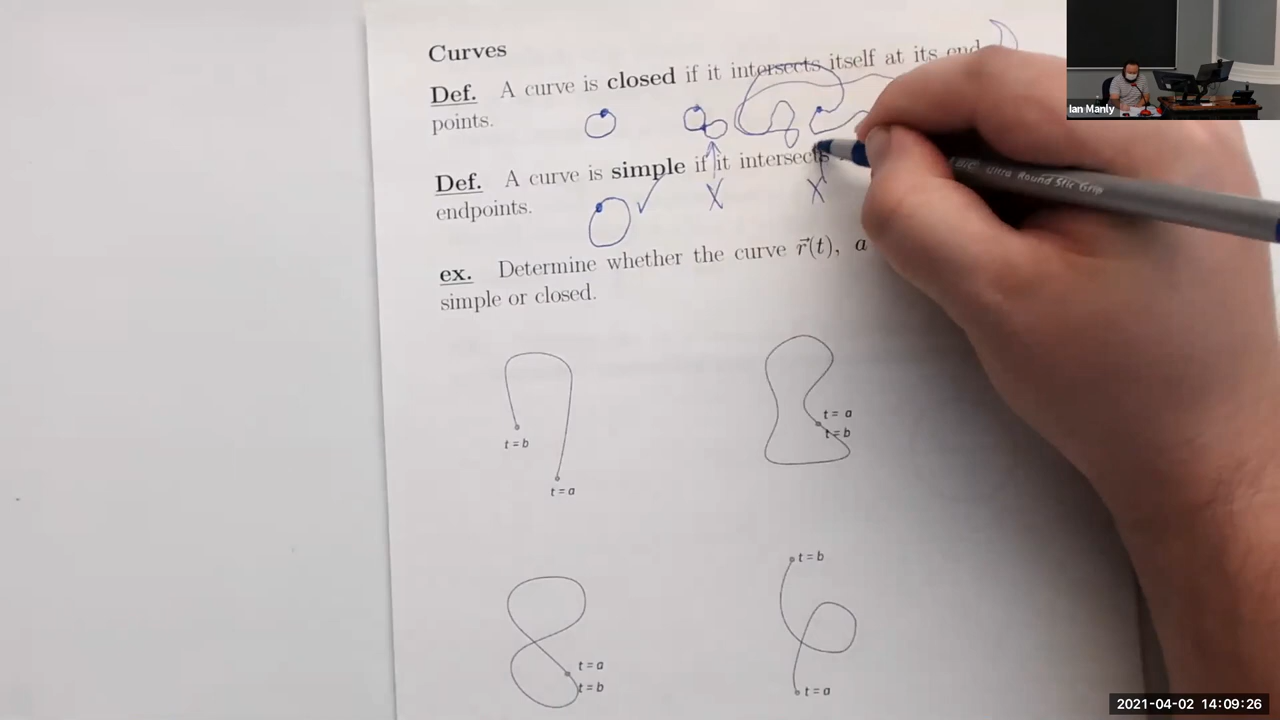 Curves
Def. A curve is closed if it intersects itself at its end
points.
Def. A curve is simple if it intersects
endpoints.
X X
ex. Determine whether the curve r⃗(t), a
simple or closed.
t = b
t = a
t = a
t = b
t = a
t = b
t = b
t = a
BIC Ultra Round Stic Grip
Ian Manly
2021-04-02 14:09:26